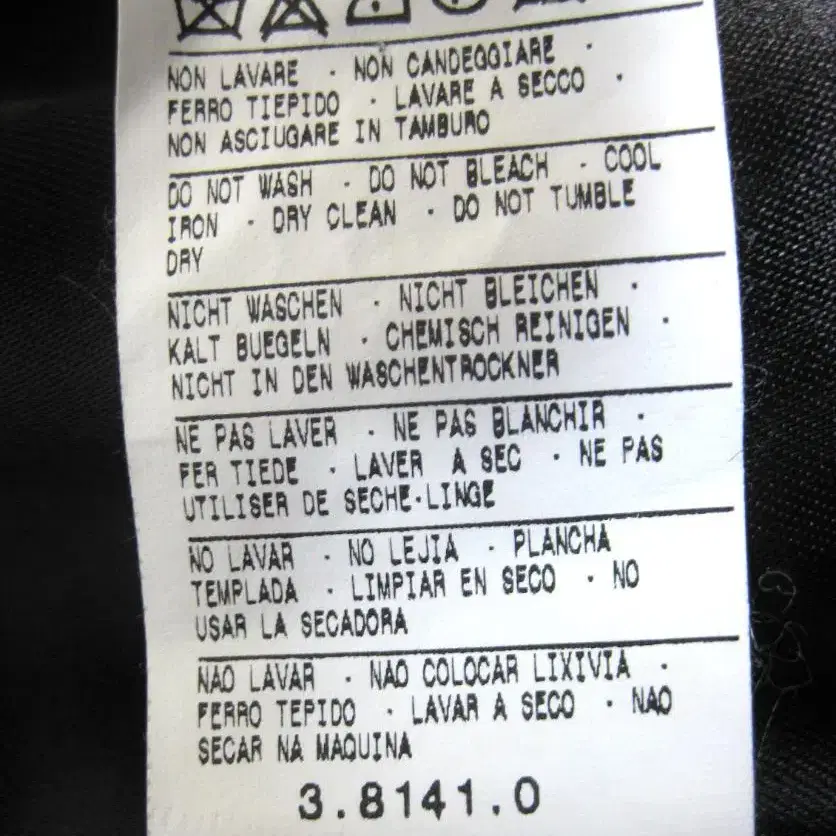 NON LAVARE · NON CANDEGGIARE ·
FERRO TIEPIDO · LAVARE A SECCO ·
NON ASCIUGARE IN TAMBURO
DO NOT WASH · DO NOT BLEACH · COOL
IRON · DRY CLEAN · DO NOT TUMBLE
DRY
NICHT WASCHEN · NICHT BLEICHEN ·
KALT BUEGELN · CHEMISCH REINIGEN ·
NICHT IN DEN WASCHENTROCKNER
NE PAS LAVER · NE PAS BLANCHIR ·
FER TIEDE · LAVER A SEC · NE PAS
UTILISER DE SECHE-LINGE
NO LAVAR · NO LEJIA · PLANCHA
TEMPLADA · LIMPIAR EN SECO · NO
USAR LA SECADORA
NAO LAVAR · NAO COLOCAR LIXIVIA ·
FERRO TEPIDO · LAVAR A SECO · NAO
SECAR NA MAQUINA
3.8141.0